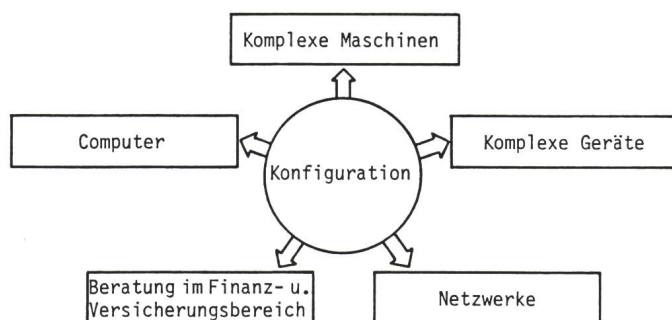 Komplexe Maschinen
Computer
Komplexe Geräte
Konfiguration
Beratung im Finanz- u.
Versicherungsbereich
Netzwerke